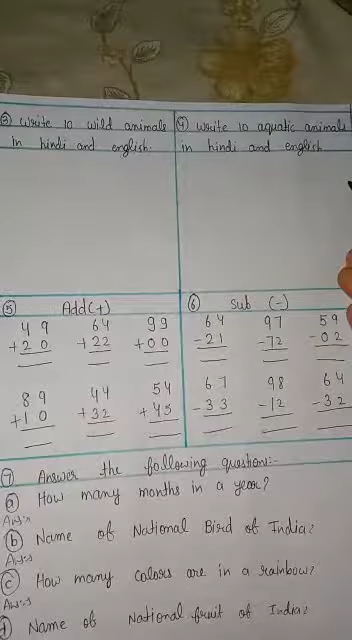 ③ Write 10 wild animals
in hindi and english.
④ Write 10 aquatic animals
in hindi and english
⑤ Add(+)
49 64 99
+20 +22 +00
89 44 54
+10 +32 +45
⑥ Sub (-)
64 97 59
-21 -72 -02
67 98 64
-33 -12 -32
⑦ Answer the following question:-
ⓐ How many months in a year?
Ans:-
ⓑ Name of National Bird of India?
Ans:-
ⓒ How many colors are in a rainbow?
Ans:-
ⓓ Name of National fruit of India?